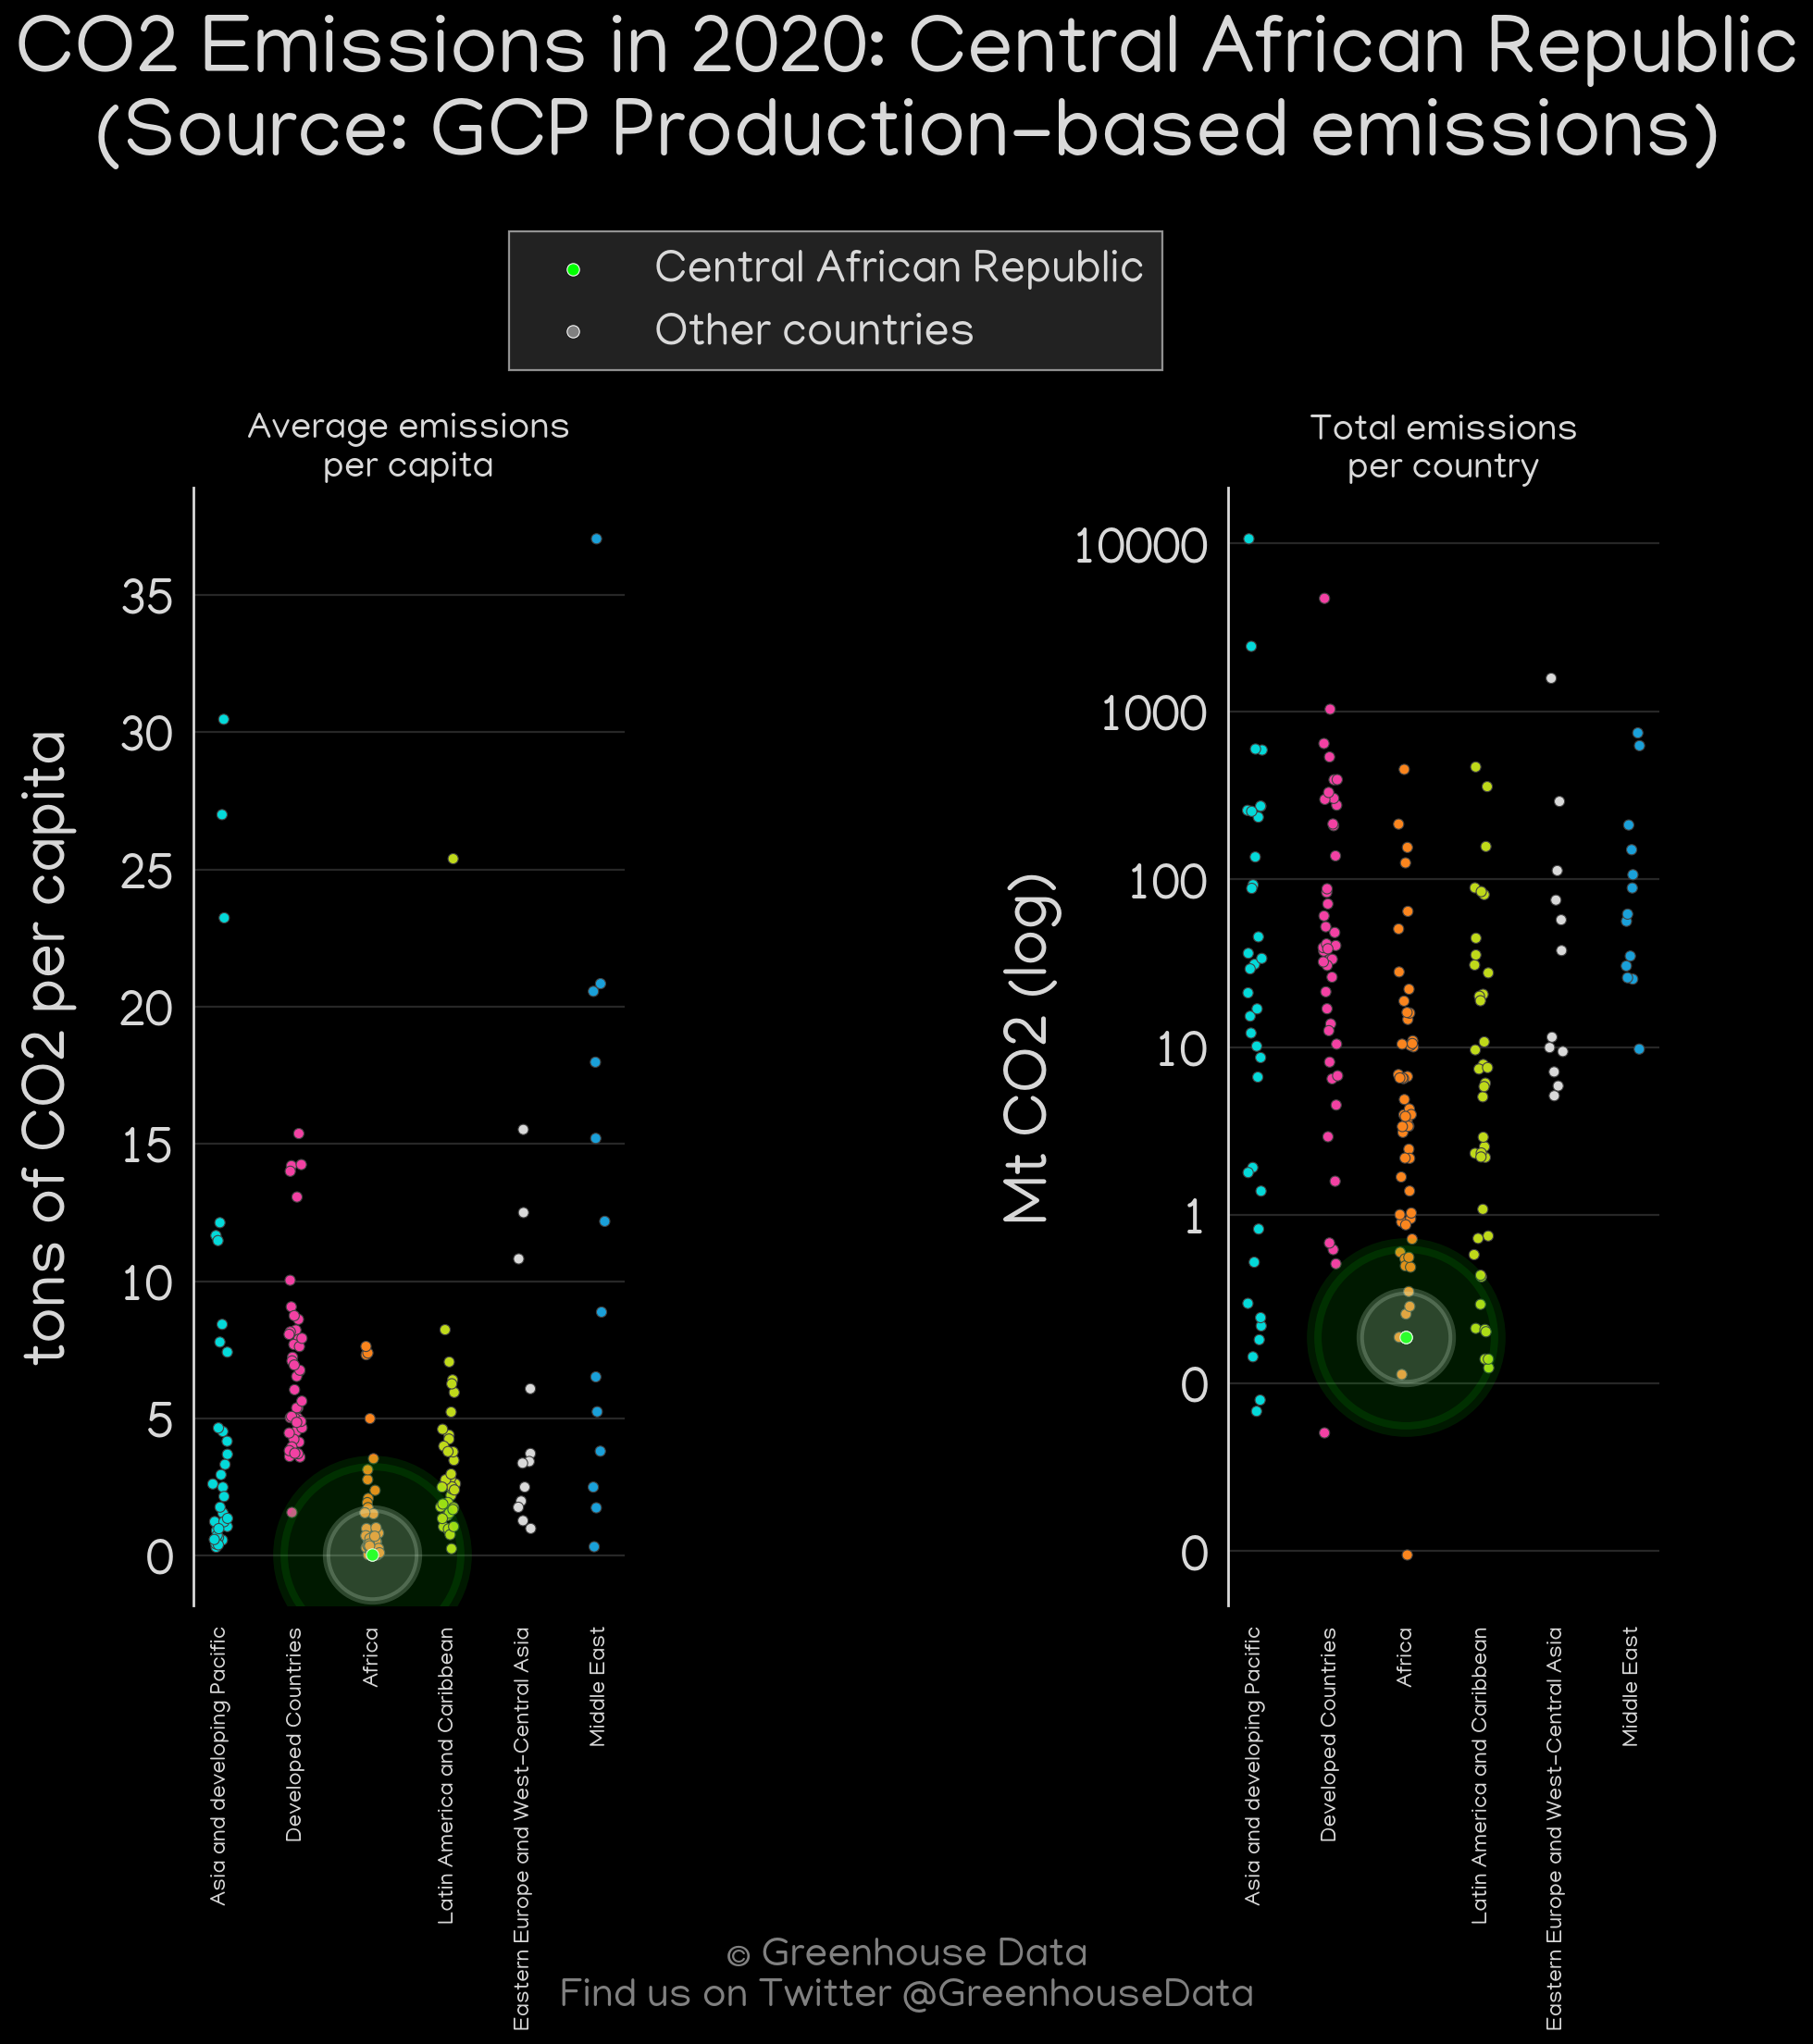 CO2 Emissions in 2020: Central African Republic
(Source: GCP Production-based emissions)
Central African Republic
Other countries
Average emissions
per capita
tons of CO2 per capita
35
30
25
20
15
10
5
0
Asia and developing Pacific
Developed Countries
Africa
Latin America and Caribbean
Eastern Europe and West-Central Asia
Middle East
Total emissions
per country
Mt CO2 (log)
10000
1000
100
10
1
0
0
Asia and developing Pacific
Developed Countries
Africa
Latin America and Caribbean
Eastern Europe and West-Central Asia
Middle East
© Greenhouse Data
Find us on Twitter @GreenhouseData